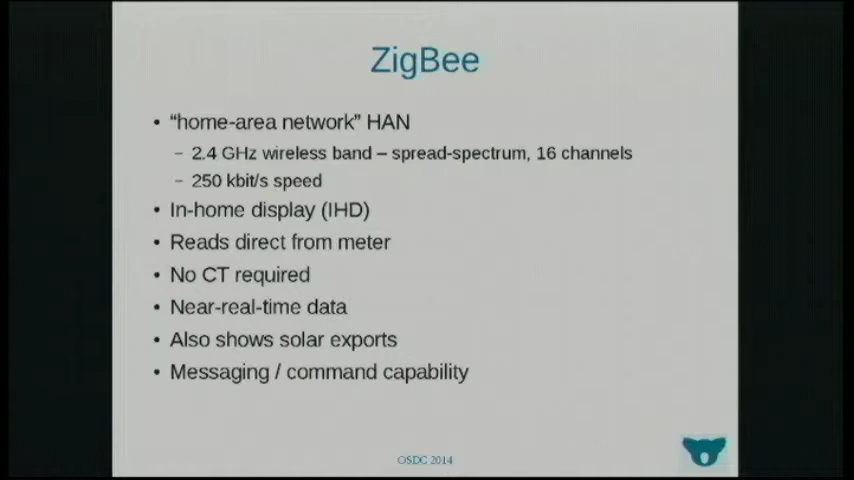 ZigBee
• “home-area network” HAN
– 2.4 GHz wireless band – spread-spectrum, 16 channels
– 250 kbit/s speed
• In-home display (IHD)
• Reads direct from meter
• No CT required
• Near-real-time data
• Also shows solar exports
• Messaging / command capability
OSDC 2014